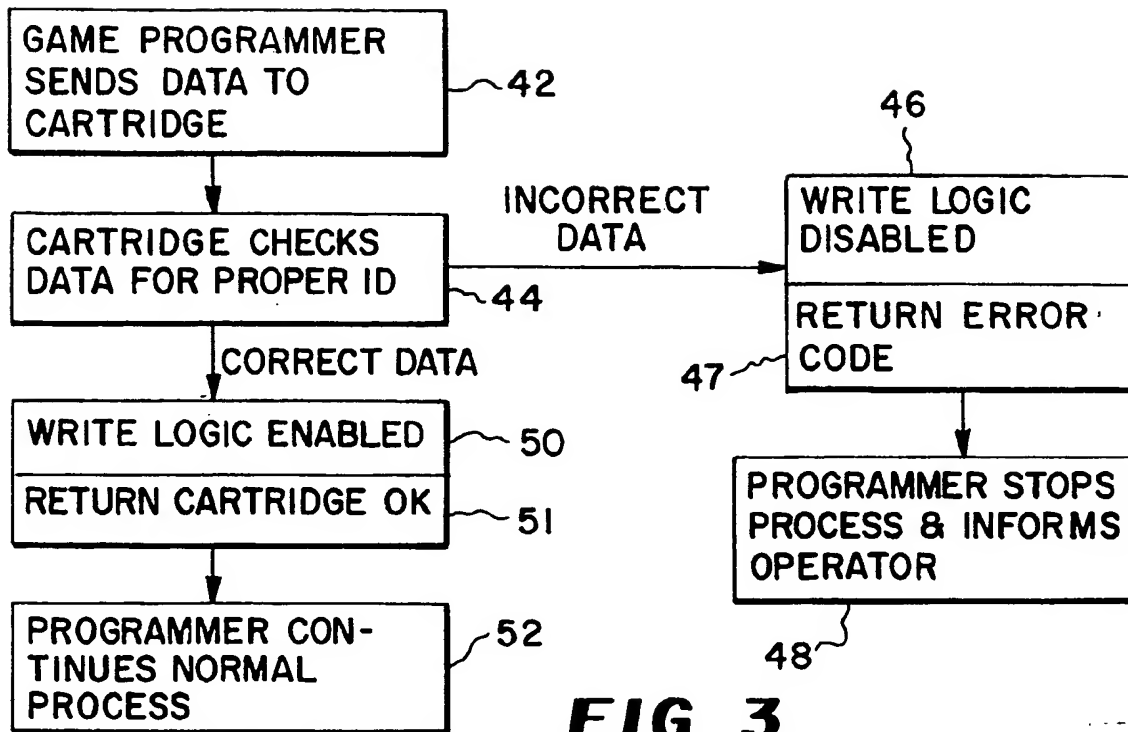 GAME PROGRAMMER
SENDS DATA TO
CARTRIDGE
42
CARTRIDGE CHECKS
DATA FOR PROPER ID
44
INCORRECT
DATA
46
WRITE LOGIC
DISABLED
RETURN ERROR
CODE
47
CORRECT DATA
WRITE LOGIC ENABLED
50
RETURN CARTRIDGE OK
51
PROGRAMMER STOPS
PROCESS & INFORMS
OPERATOR
48
PROGRAMMER CON-
TINUES NORMAL
PROCESS
52
FIG 3